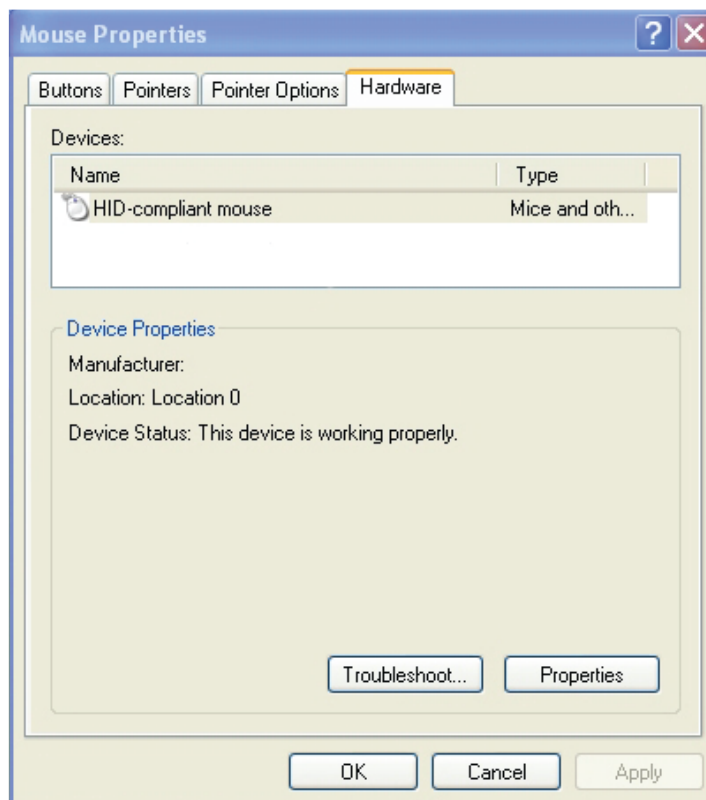 Mouse Properties
Buttons Pointers Pointer Options Hardware
Devices:
Name Type
HID-compliant mouse Mice and oth...
Device Properties
Manufacturer:
Location: Location 0
Device Status: This device is working properly.
Troubleshoot... Properties
OK Cancel Apply